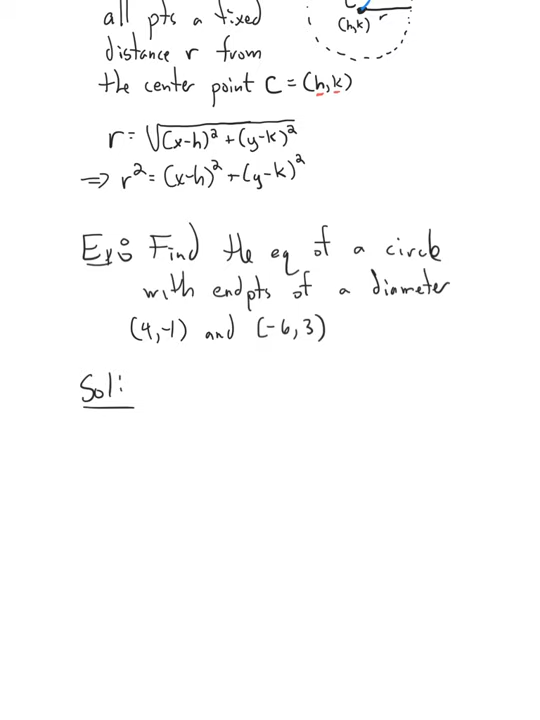 all pts a fixed
distance r from
the center point C = (h,k)
(h,k) r
r = √(x-h)² + (y-k)²
⇒ r² = (x-h)² + (y-k)²
Ex: Find the eq of a circle
with endpts of a diameter
(4,-1) and (-6,3)
Sol: